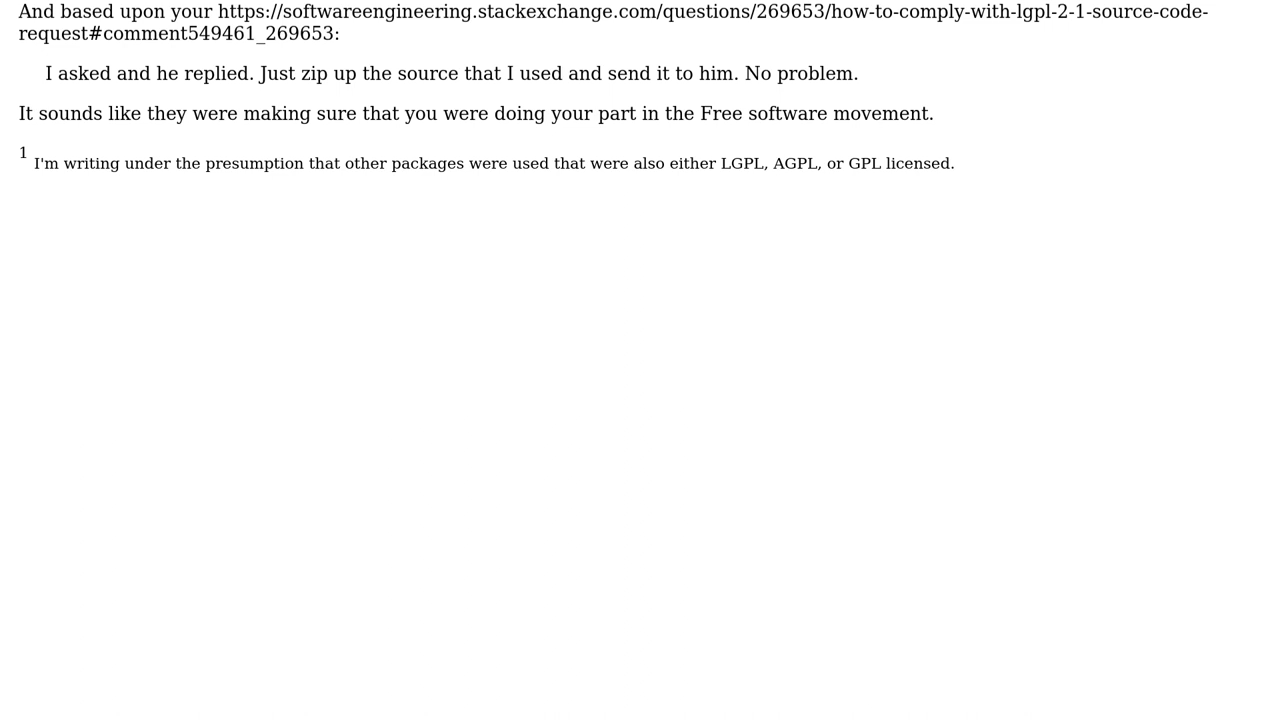 And based upon your https://softwareengineering.stackexchange.com/questions/269653/how-to-comply-with-lgpl-2-1-source-code-
request#comment549461_269653:
I asked and he replied. Just zip up the source that I used and send it to him. No problem.
It sounds like they were making sure that you were doing your part in the Free software movement.
1 I'm writing under the presumption that other packages were used that were also either LGPL, AGPL, or GPL licensed.